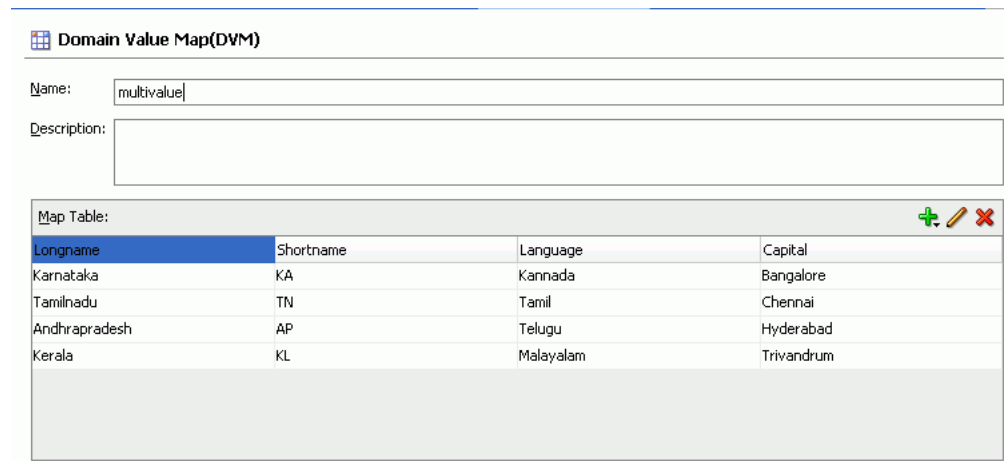 Domain Value Map(DVM)
Name: multivalue
Description:
Map Table:
Longname Shortname Language Capital
Karnataka KA Kannada Bangalore
Tamilnadu TN Tamil Chennai
Andhrapradesh AP Telugu Hyderabad
Kerala KL Malayalam Trivandrum